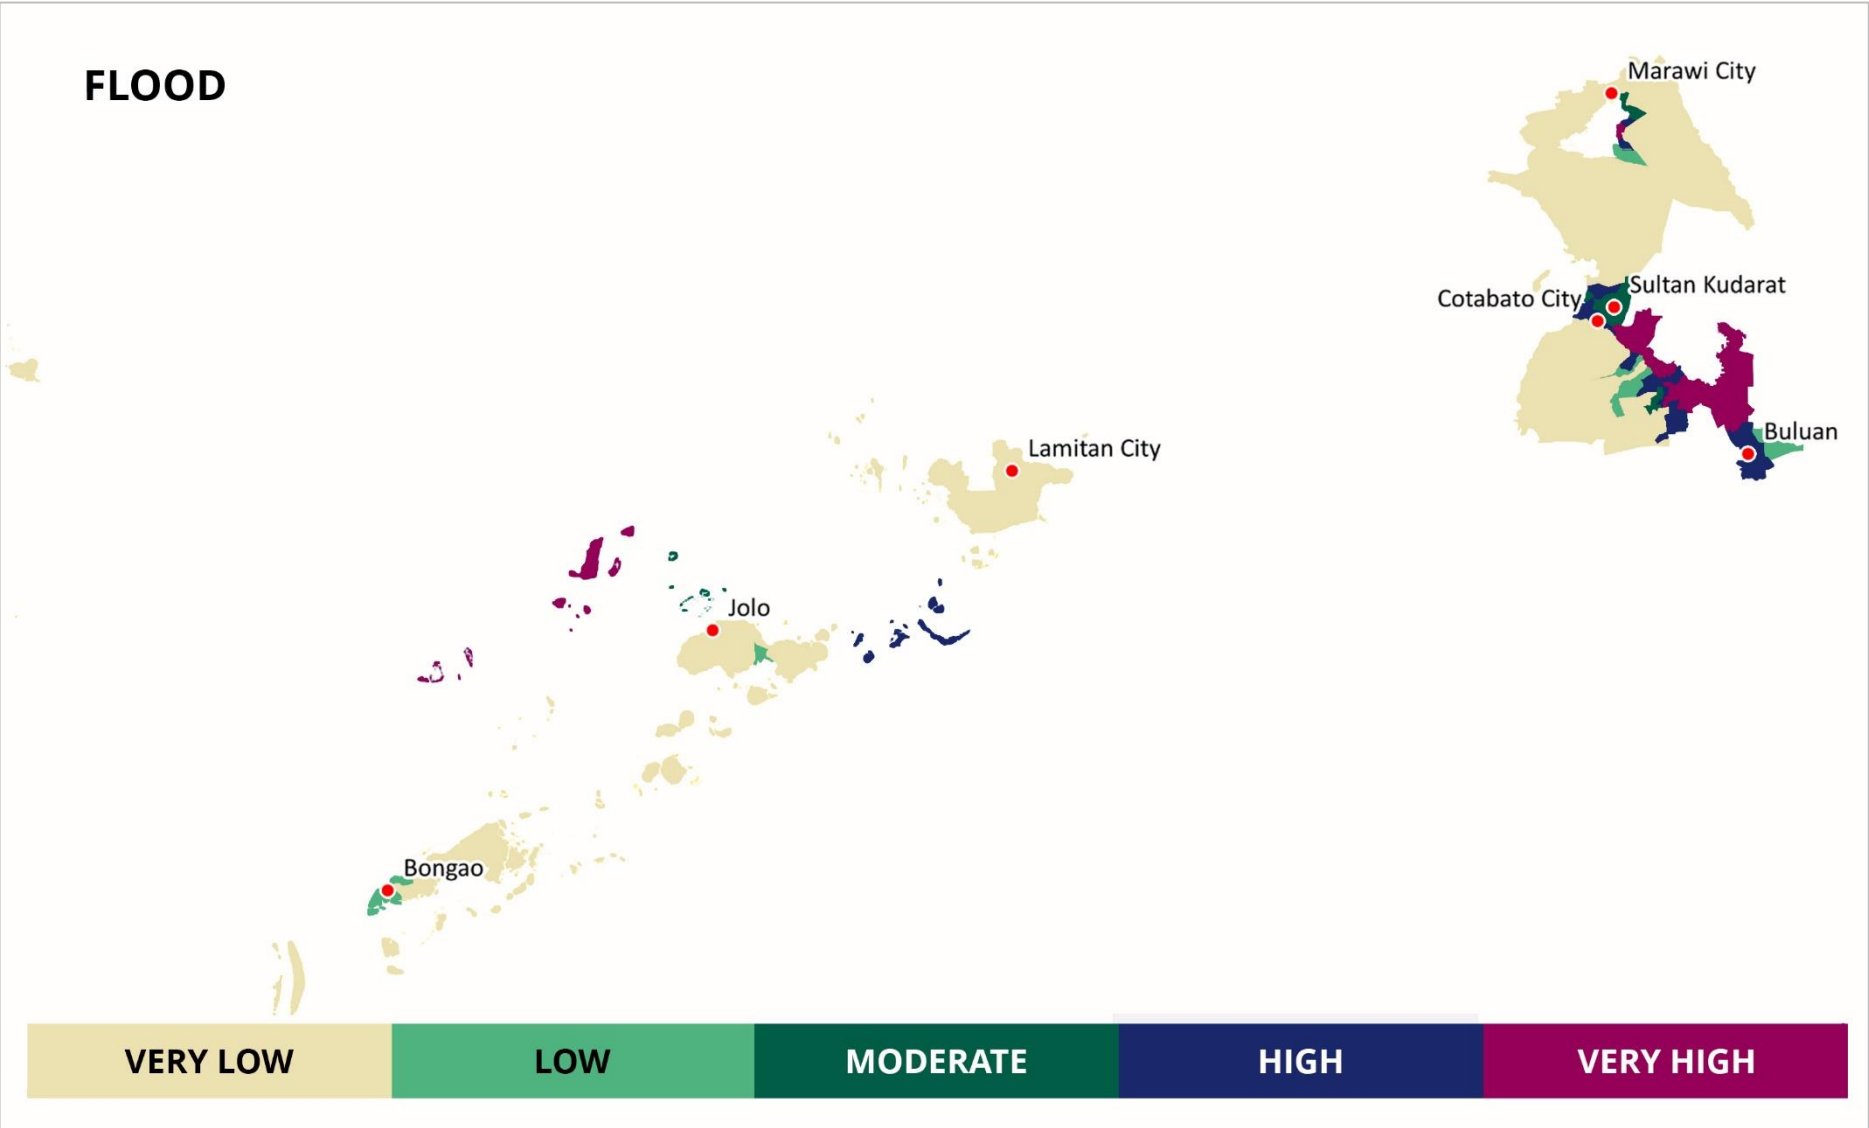 FLOOD
Marawi City
Sultan Kudarat
Cotabato City
Buluan
Lamitan City
Jolo
Bongao
VERY LOW
LOW
MODERATE
HIGH
VERY HIGH